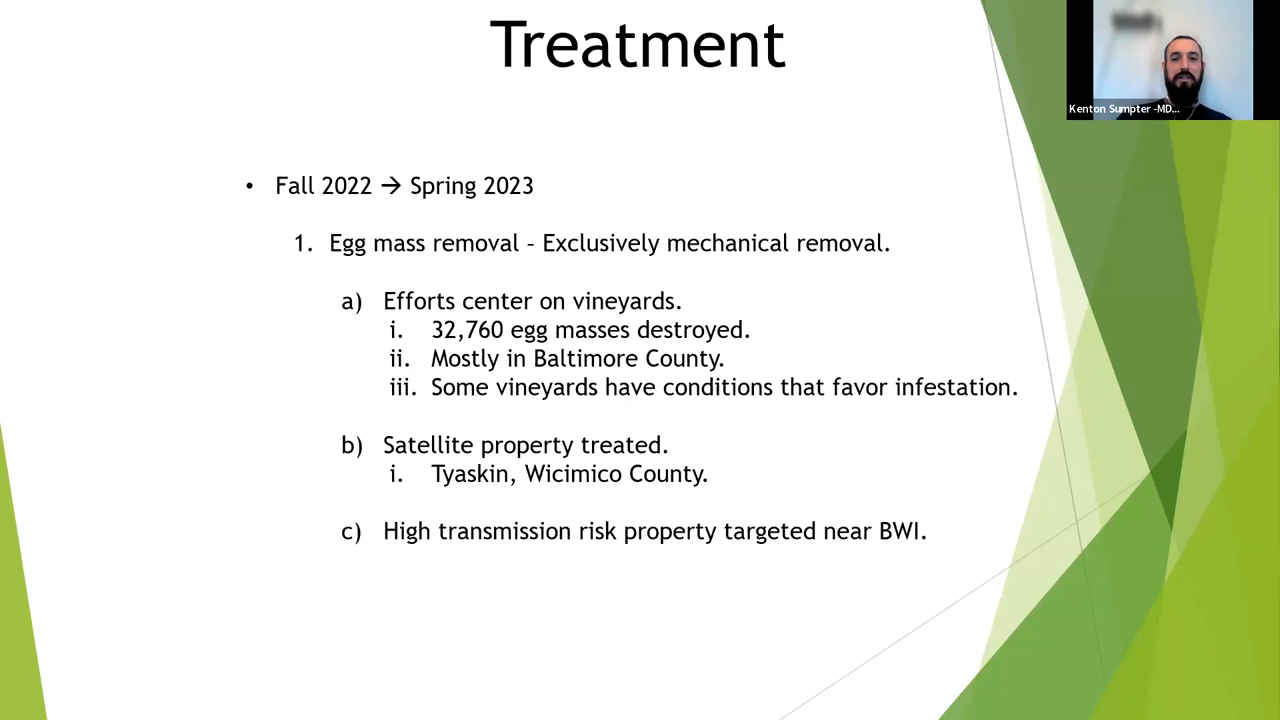 Treatment
Kenton Sumpter -MD...
• Fall 2022 → Spring 2023
1. Egg mass removal – Exclusively mechanical removal.
a) Efforts center on vineyards.
i. 32,760 egg masses destroyed.
ii. Mostly in Baltimore County.
iii. Some vineyards have conditions that favor infestation.
b) Satellite property treated.
i. Tyaskin, Wicimico County.
c) High transmission risk property targeted near BWI.